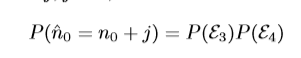 P(n̂₀ = n₀ + j) = P(ℰ₃)P(ℰ₄)